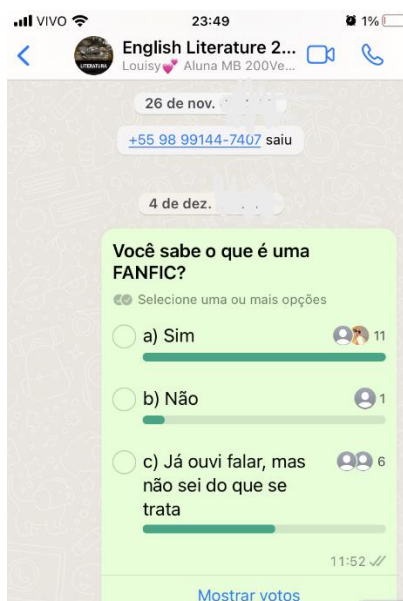 VIVO 23:49 1%
English Literature 2...
Louisy💕 Aluna MB 200Ve...
LITERATURA
26 de nov.
+55 98 99144-7407 saiu
4 de dez.
Você sabe o que é uma
FANFIC?
Selecione uma ou mais opções
a) Sim 11
b) Não 1
c) Já ouvi falar, mas 6
não sei do que se
trata
11:52
Mostrar votos